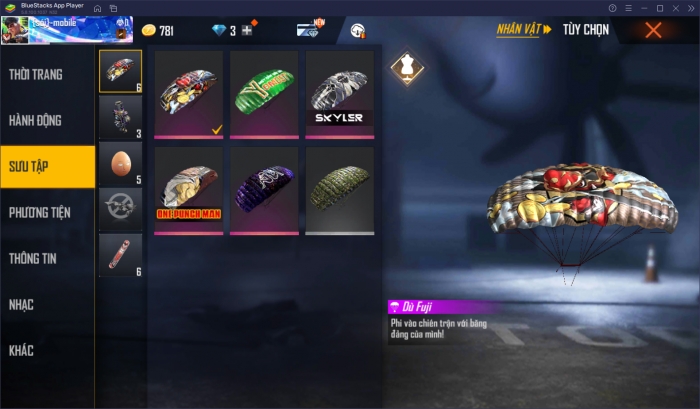 BlueStacks App Player
781
3
NEW
NHÂN VẬT
TÙY CHỌN
THỜI TRANG
HÀNH ĐỘNG
SƯU TẬP
PHƯƠNG TIỆN
THÔNG TIN
NHẠC
KHÁC
6
3
5
6
SKYLER
ONE PUNCH MAN
Dù Fuji
Phi vào chiến trận với băng
đảng của mình!